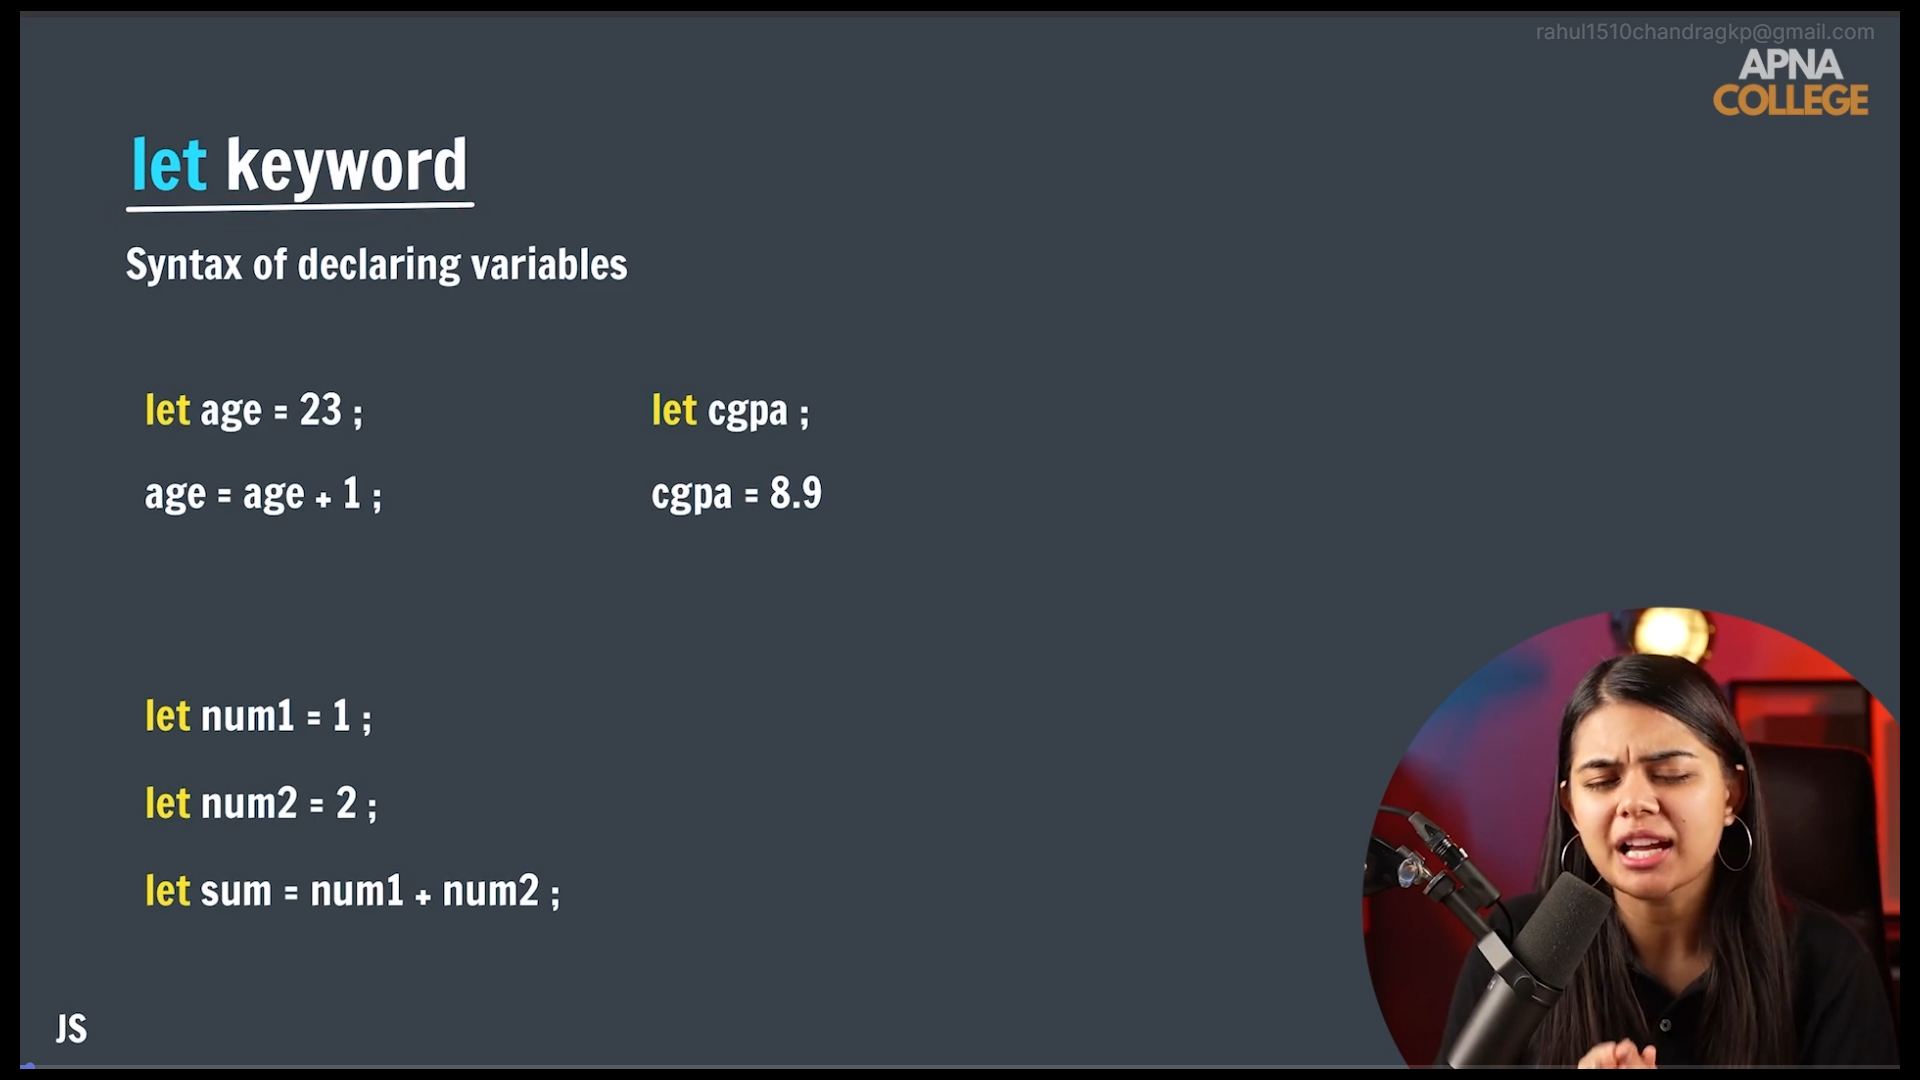 rahul1510chandragkp@gmail.com
APNA
COLLEGE
let keyword
Syntax of declaring variables
let age = 23 ;
age = age + 1 ;
let cgpa ;
cgpa = 8.9
let num1 = 1 ;
let num2 = 2 ;
let sum = num1 + num2 ;
JS